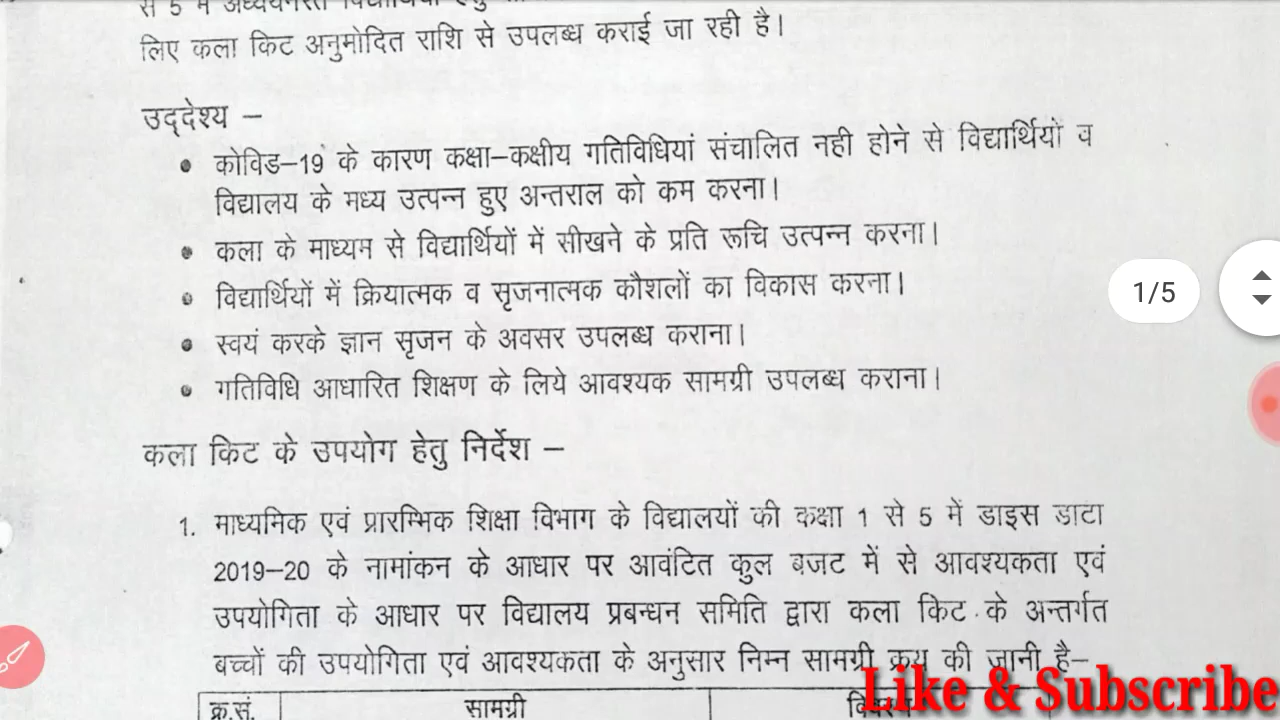 से 5 में अध्ययनरत विद्यार्थियों हेतु
लिए कला किट अनुमोदित राशि से उपलब्ध कराई जा रही है।
उद्देश्य –
• कोविड–19 के कारण कक्षा–कक्षीय गतिविधियां संचालित नही होने से विद्यार्थियों व
विद्यालय के मध्य उत्पन्न हुए अन्तराल को कम करना।
• कला के माध्यम से विद्यार्थियों में सीखने के प्रति रूचि उत्पन्न करना।
• विद्यार्थियों में क्रियात्मक व सृजनात्मक कौशलों का विकास करना।
• स्वयं करके ज्ञान सृजन के अवसर उपलब्ध कराना।
• गतिविधि आधारित शिक्षण के लिये आवश्यक सामग्री उपलब्ध कराना।
1/5
कला किट के उपयोग हेतु निर्देश –
1. माध्यमिक एवं प्रारम्भिक शिक्षा विभाग के विद्यालयों की कक्षा 1 से 5 में डाइस डाटा
2019–20 के नामांकन के आधार पर आवंटित कुल बजट में से आवश्यकता एवं
उपयोगिता के आधार पर विद्यालय प्रबन्धन समिति द्वारा कला किट के अन्तर्गत
बच्चों की उपयोगिता एवं आवश्यकता के अनुसार निम्न सामग्री क्रय की जानी है–
क्र.सं. सामग्री
Like & Subscribe